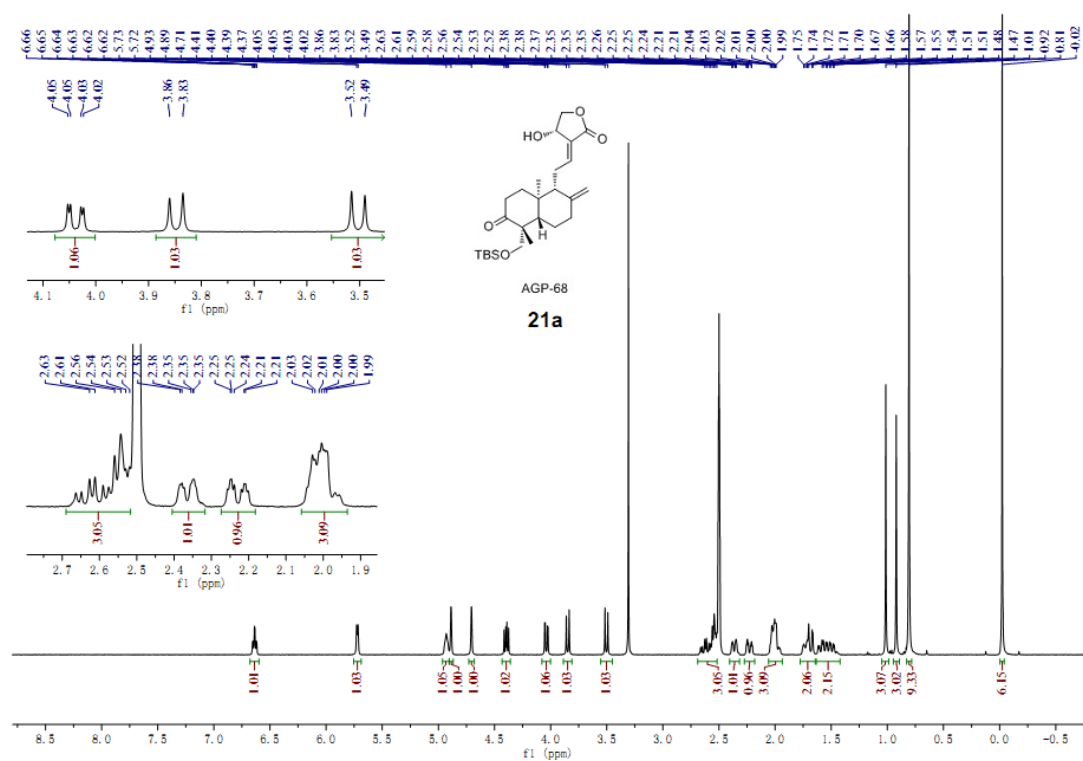 6.66 6.65 6.64 6.63 6.62 6.62 5.73 5.72 4.93 4.89 4.71 4.41 4.40 4.39 4.37 4.05 4.05 4.03 4.02 3.86 3.83 3.52 3.49 2.63 2.61 2.59 2.58 2.56 2.54 2.53 2.52 2.38 2.38 2.37 2.35 2.35 2.35 2.26 2.25 2.25 2.24 2.21 2.21 2.04 2.03 2.02 2.01 2.00 2.00 1.99 1.75 1.74 1.72 1.71 1.70 1.67 1.66 1.58 1.57 1.55 1.54 1.51 1.51 1.48 1.47 1.01 0.92 0.81 -0.02
4.05 4.05 4.03 4.02 3.86 3.83 3.52 3.49
1.06 1.03 1.03
4.1 4.0 3.9 3.8 3.7 3.6 3.5
f1 (ppm)
HO O O
H
O
TBSO
AGP-68
21a
2.63 2.61 2.56 2.54 2.53 2.52 2.38 2.38 2.35 2.35 2.35 2.25 2.25 2.24 2.21 2.21 2.03 2.02 2.01 2.00 2.00 1.99
3.05 1.01 0.96 3.09
2.7 2.6 2.5 2.4 2.3 2.2 2.1 2.0 1.9
f1 (ppm)
1.01 1.03 1.05 1.00 1.00 1.02 1.06 1.03 1.03 3.05 1.01 0.96 3.09 2.06 2.15 3.07 3.02 9.33 6.15
8.5 8.0 7.5 7.0 6.5 6.0 5.5 5.0 4.5 4.0 3.5 3.0 2.5 2.0 1.5 1.0 0.5 0.0 -0.5
f1 (ppm)